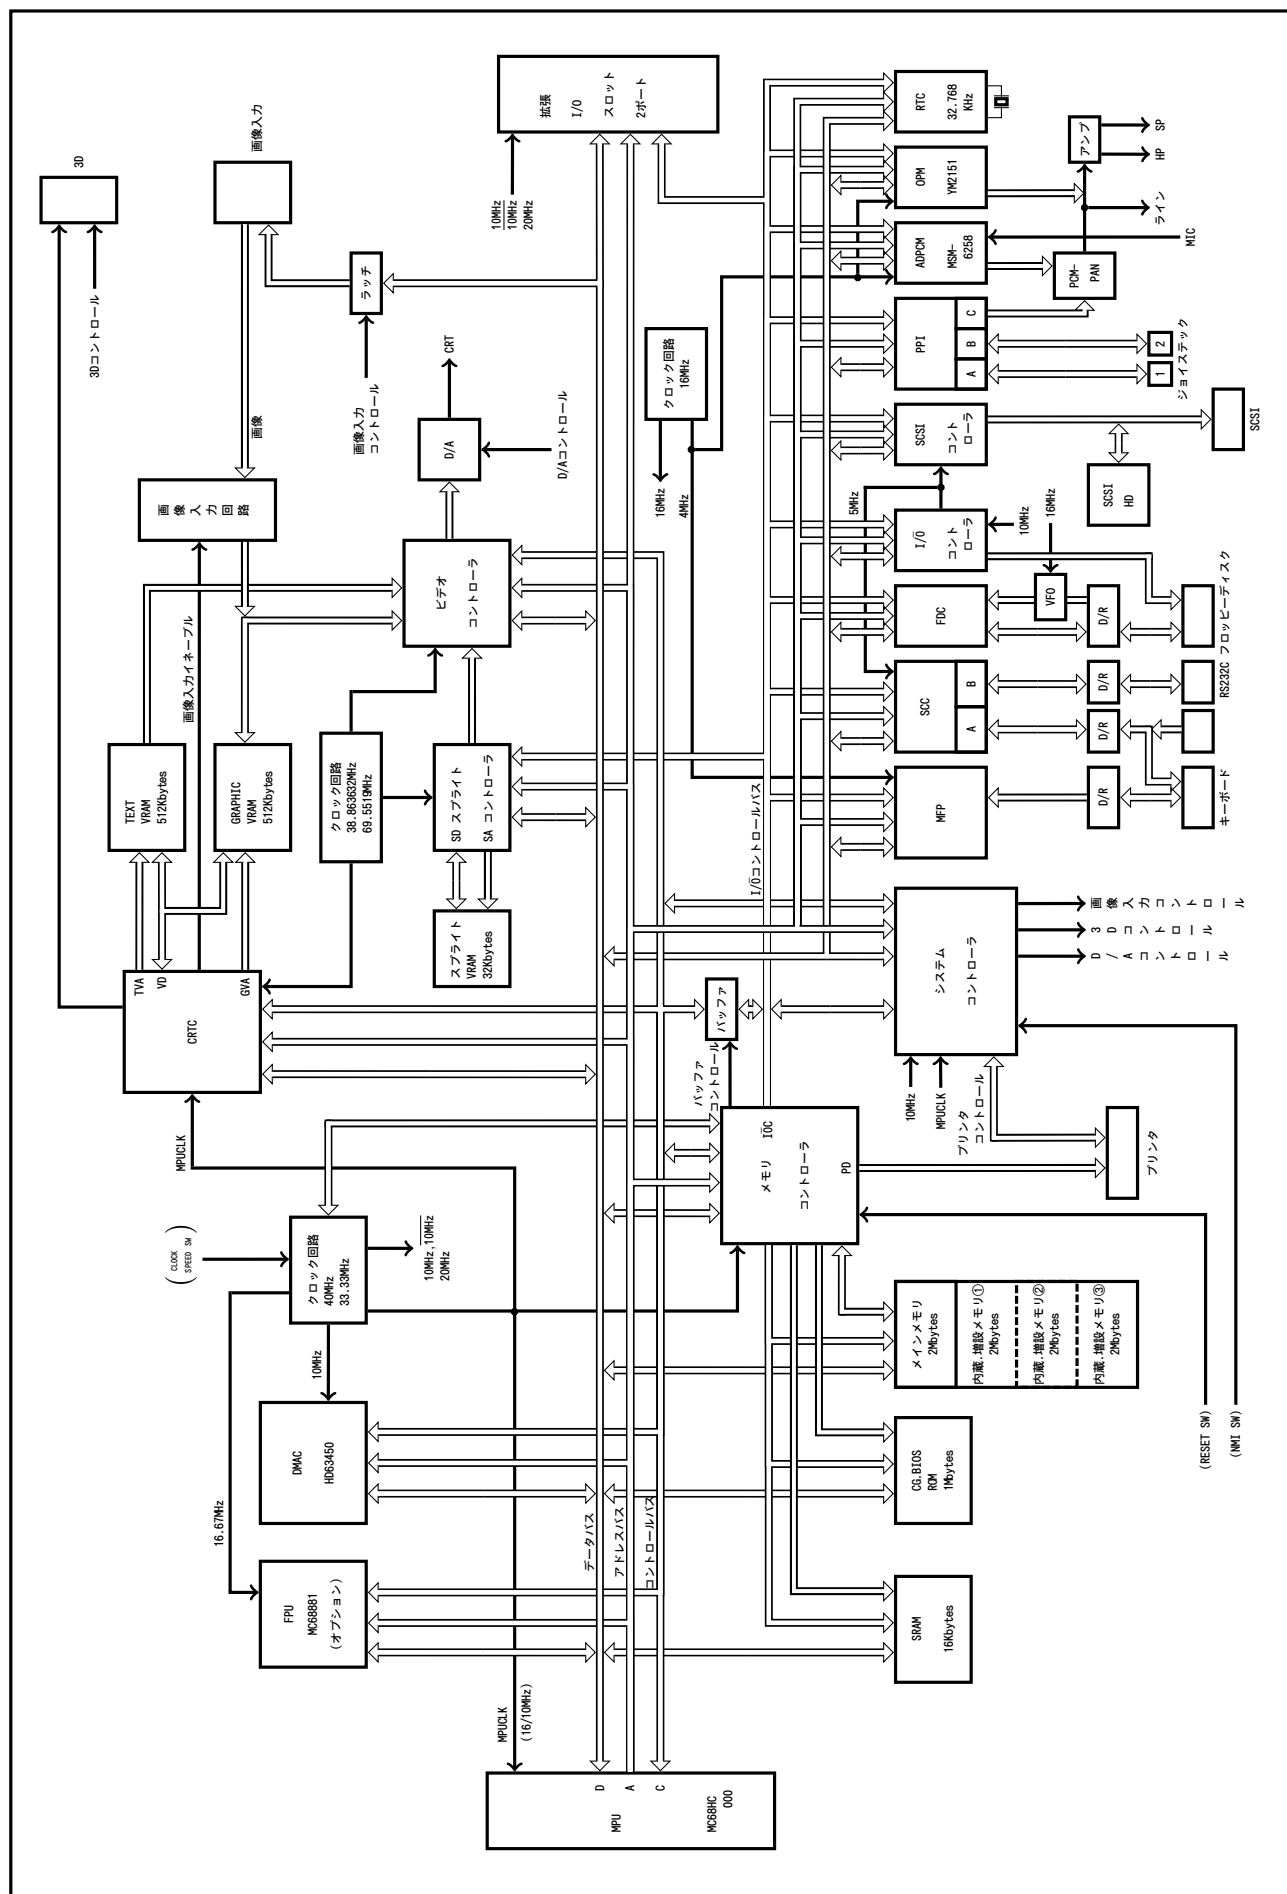 3D
3Dコントロール
画像入力
画像
画像入力回路
画像入力イネーブル
ラッチ
画像入力
コントロール
拡張
I/O
スロット
2ポート
10MHz
10MHz
20MHz
CRT
D/A
D/Aコントロール
クロック回路
16MHz
16MHz
4MHz
RTC
32.768
KHz
OPM
YM2151
アンプ
SP
HP
ライン
ADPCM
MSM-
6258
MIC
PCM-
PAN
PPI
A
B
C
1
2
ジョイステック
SCSI
コント
ローラ
SCSI
SCSI
HD
5MHz
I/O
コント
ローラ
10MHz
16MHz
FDC
VFO
D/R
フロッピーディスク
SCC
A
B
D/R
D/R
RS232C
MFP
D/R
キーボード
ビデオ
コントローラ
TEXT
VRAM
512Kbytes
GRAPHIC
VRAM
512Kbytes
クロック回路
38.863632MHz
69.5519MHz
SD スプライト
SA コントローラ
スプライト
VRAM
32Kbytes
I/Oコントロールバス
TVA
VD
GVA
CRTC
MPUCLK
バッファ
バッファ
コントロール
システム
コントローラ
画像入力コントロール
3Dコントロール
D/Aコントロール
10MHz
MPUCLK
プリンタ
コントロール
プリンタ
メモリ
IOC
コントローラ
PD
(CLOCK
SPEED SW)
クロック回路
40MHz
33.33MHz
10MHz,10MHz
20MHz
10MHz
16.67MHz
DMAC
HD63450
メインメモリ
2Mbytes
内蔵.増設メモリ①
2Mbytes
内蔵.増設メモリ②
2Mbytes
内蔵.増設メモリ③
2Mbytes
(RESET SW)
(NMI SW)
CG.BIOS
ROM
1Mbytes
データバス
アドレスバス
コントロールバス
FPU
MC68881
(オプション)
SRAM
16Kbytes
MPUCLK
(16/10MHz)
D
A
C
MPU
MC68HC
000